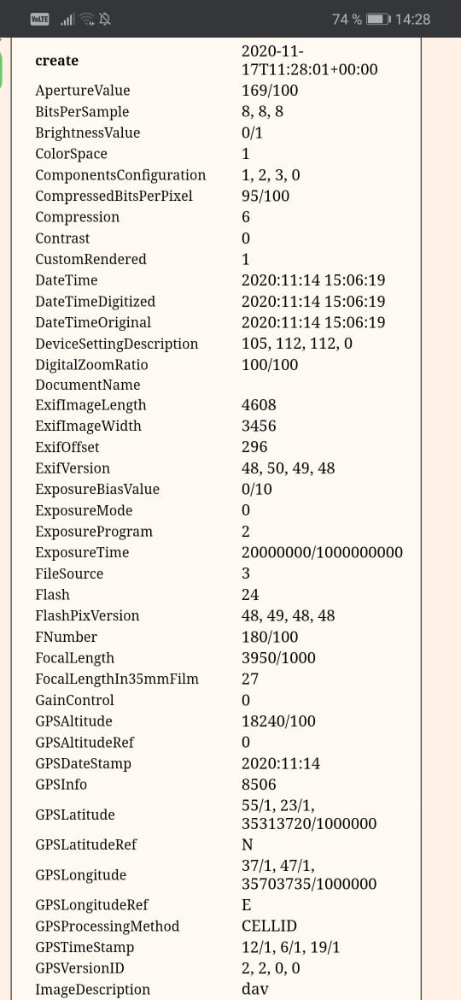 VoLTE 74 % 14:28
create 2020-11-
17T11:28:01+00:00
ApertureValue 169/100
BitsPerSample 8, 8, 8
BrightnessValue 0/1
ColorSpace 1
ComponentsConfiguration 1, 2, 3, 0
CompressedBitsPerPixel 95/100
Compression 6
Contrast 0
CustomRendered 1
DateTime 2020:11:14 15:06:19
DateTimeDigitized 2020:11:14 15:06:19
DateTimeOriginal 2020:11:14 15:06:19
DeviceSettingDescription 105, 112, 112, 0
DigitalZoomRatio 100/100
DocumentName
ExifImageLength 4608
ExifImageWidth 3456
ExifOffset 296
ExifVersion 48, 50, 49, 48
ExposureBiasValue 0/10
ExposureMode 0
ExposureProgram 2
ExposureTime 20000000/1000000000
FileSource 3
Flash 24
FlashPixVersion 48, 49, 48, 48
FNumber 180/100
FocalLength 3950/1000
FocalLengthIn35mmFilm 27
GainControl 0
GPSAltitude 18240/100
GPSAltitudeRef 0
GPSDateStamp 2020:11:14
GPSInfo 8506
GPSLatitude 55/1, 23/1,
35313720/1000000
GPSLatitudeRef N
GPSLongitude 37/1, 47/1,
35703735/1000000
GPSLongitudeRef E
GPSProcessingMethod CELLID
GPSTimeStamp 12/1, 6/1, 19/1
GPSVersionID 2, 2, 0, 0
ImageDescription dav